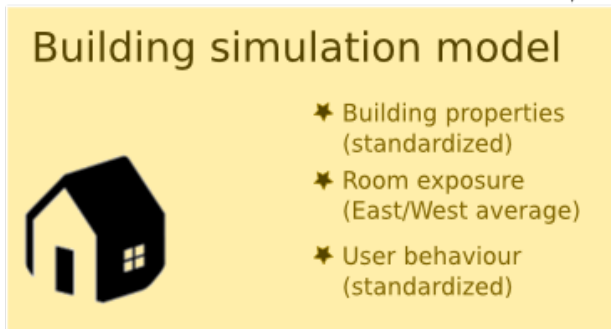 Building simulation model
Building properties
(standardized)
Room exposure
(East/West average)
User behaviour
(standardized)